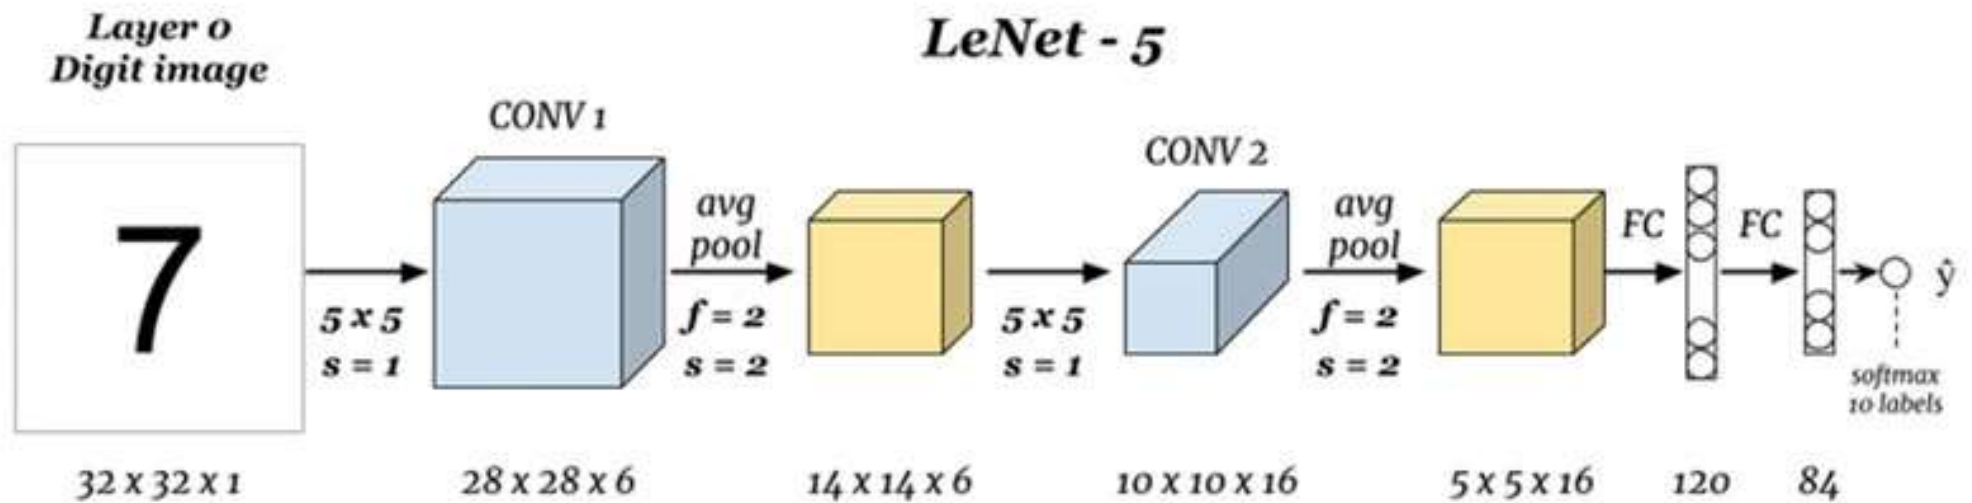 Layer 0
Digit image
LeNet - 5
7
32 x 32 x 1
5 x 5
s = 1
CONV 1
28 x 28 x 6
avg
pool
f = 2
s = 2
14 x 14 x 6
5 x 5
s = 1
CONV 2
10 x 10 x 16
avg
pool
f = 2
s = 2
5 x 5 x 16
FC
120
FC
84
ŷ
softmax
10 labels